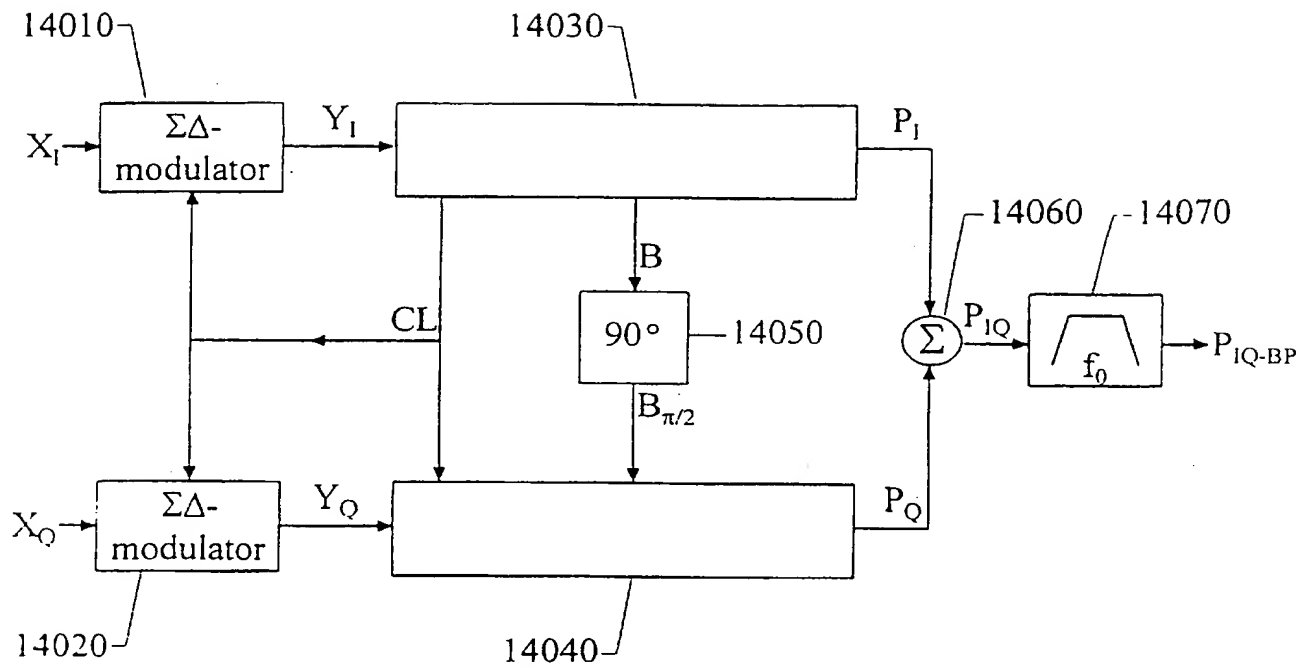 14010
14030
X_I
ΣΔ-
modulator
Y_I
P_I
14060
14070
B
CL
90°
14050
Σ
P_IQ
f_0
P_IQ-BP
B_π/2
X_Q
ΣΔ-
modulator
Y_Q
P_Q
14020
14040